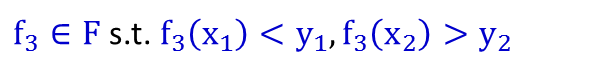 f₃ ∈ F s.t. f₃(x₁) < y₁, f₃(x₂) > y₂